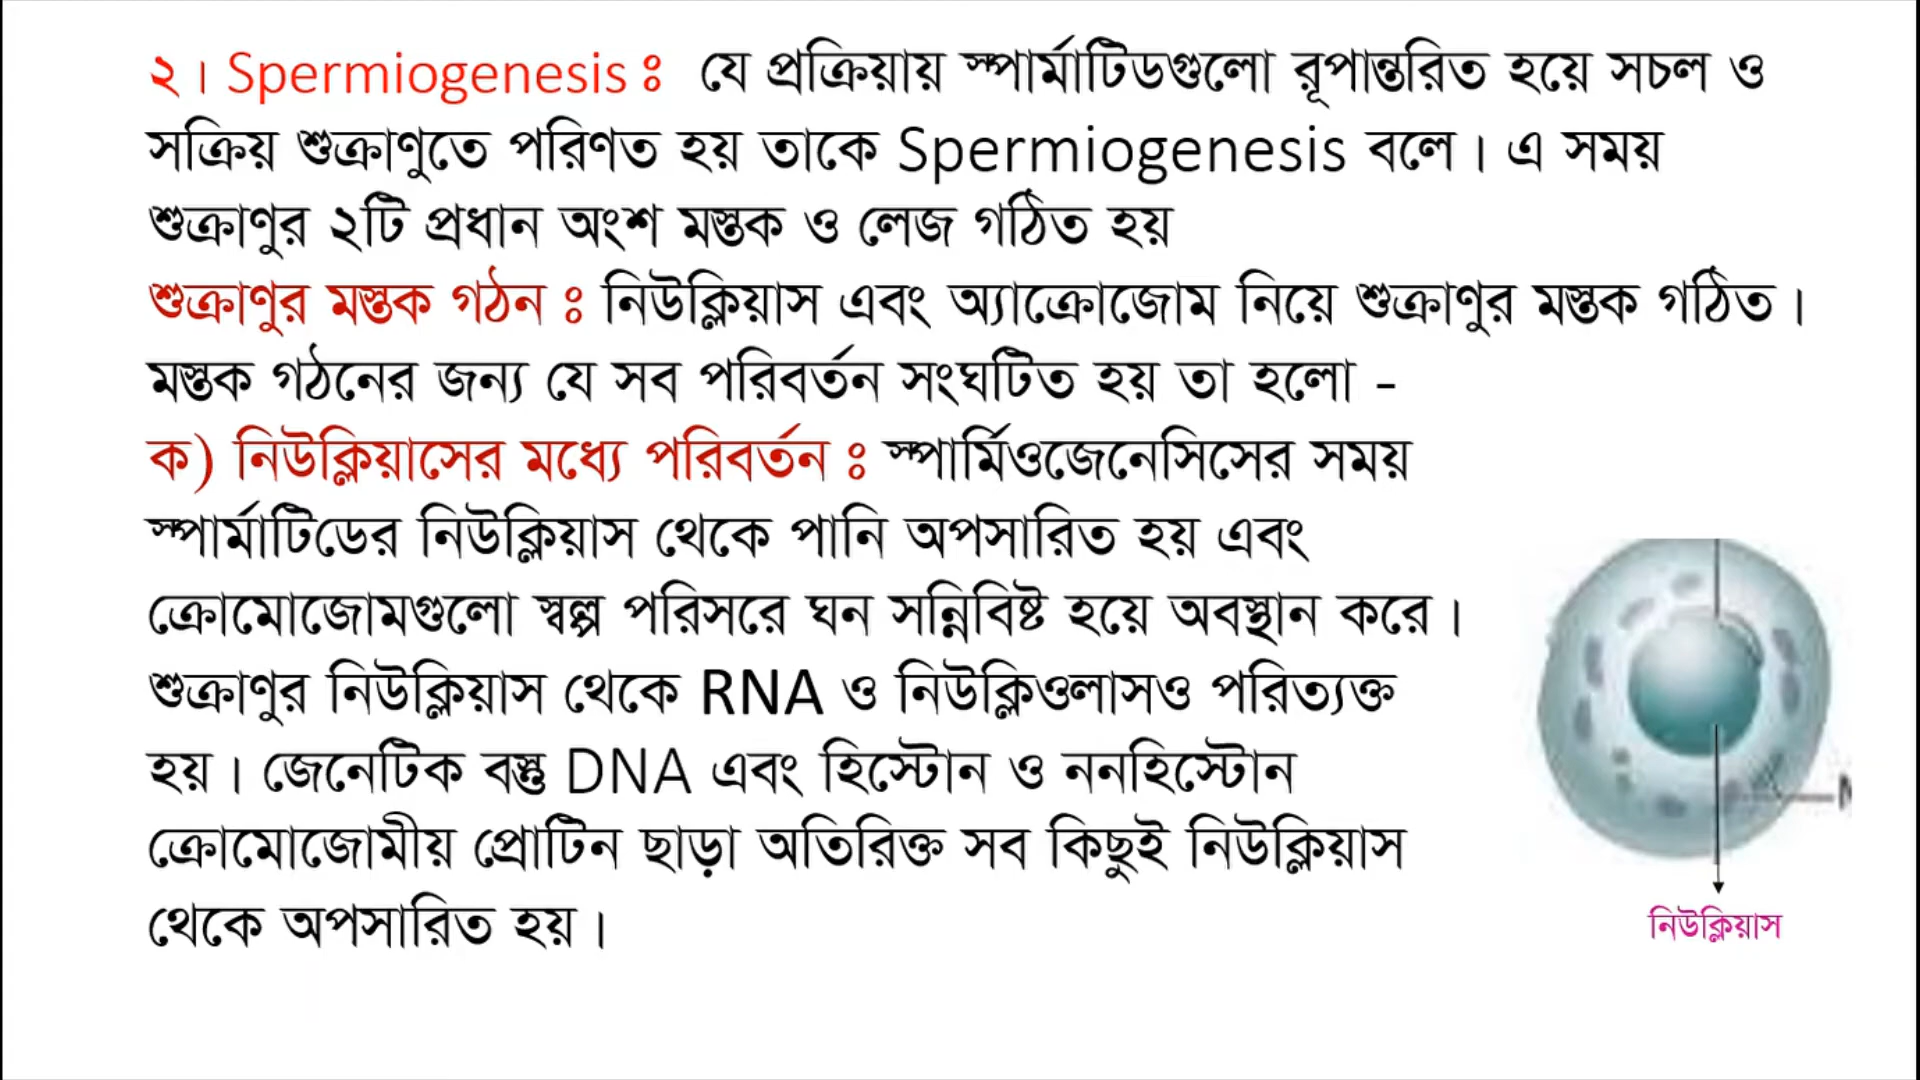 ২। Spermiogenesis ঃ যে প্রক্রিয়ায় স্পার্মাটিডগুলো রূপান্তরিত হয়ে সচল ও
সক্রিয় শুক্রাণুতে পরিণত হয় তাকে Spermiogenesis বলে। এ সময়
শুক্রাণুর ২টি প্রধান অংশ মস্তক ও লেজ গঠিত হয়
শুক্রাণুর মস্তক গঠন ঃ নিউক্লিয়াস এবং অ্যাক্রোজোম নিয়ে শুক্রাণুর মস্তক গঠিত।
মস্তক গঠনের জন্য যে সব পরিবর্তন সংঘটিত হয় তা হলো -
ক) নিউক্লিয়াসের মধ্যে পরিবর্তন ঃ স্পার্মিওজেনেসিসের সময়
স্পার্মাটিডের নিউক্লিয়াস থেকে পানি অপসারিত হয় এবং
ক্রোমোজোমগুলো স্বল্প পরিসরে ঘন সন্নিবিষ্ট হয়ে অবস্থান করে।
শুক্রাণুর নিউক্লিয়াস থেকে RNA ও নিউক্লিওলাসও পরিত্যক্ত
হয়। জেনেটিক বস্তু DNA এবং হিস্টোন ও ননহিস্টোন
ক্রোমোজোমীয় প্রোটিন ছাড়া অতিরিক্ত সব কিছুই নিউক্লিয়াস
থেকে অপসারিত হয়।
নিউক্লিয়াস